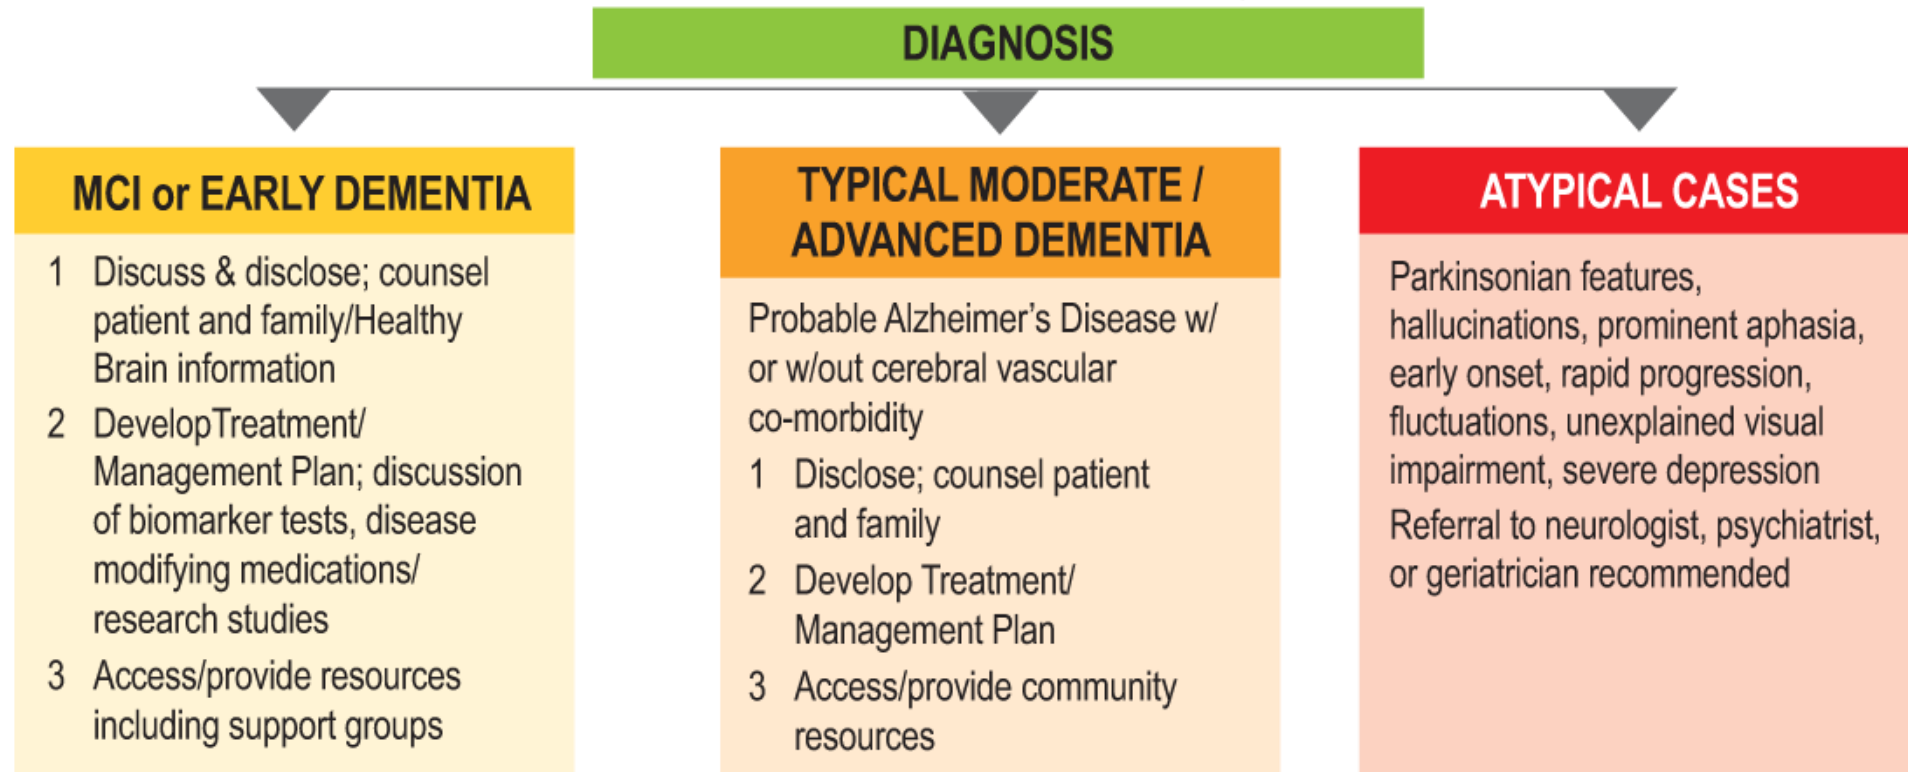 DIAGNOSIS
MCI or EARLY DEMENTIA
1 Discuss & disclose; counsel
patient and family/Healthy
Brain information
2 DevelopTreatment/
Management Plan; discussion
of biomarker tests, disease
modifying medications/
research studies
3 Access/provide resources
including support groups
TYPICAL MODERATE /
ADVANCED DEMENTIA
Probable Alzheimer’s Disease w/
or w/out cerebral vascular
co-morbidity
1 Disclose; counsel patient
and family
2 Develop Treatment/
Management Plan
3 Access/provide community
resources
ATYPICAL CASES
Parkinsonian features,
hallucinations, prominent aphasia,
early onset, rapid progression,
fluctuations, unexplained visual
impairment, severe depression
Referral to neurologist, psychiatrist,
or geriatrician recommended